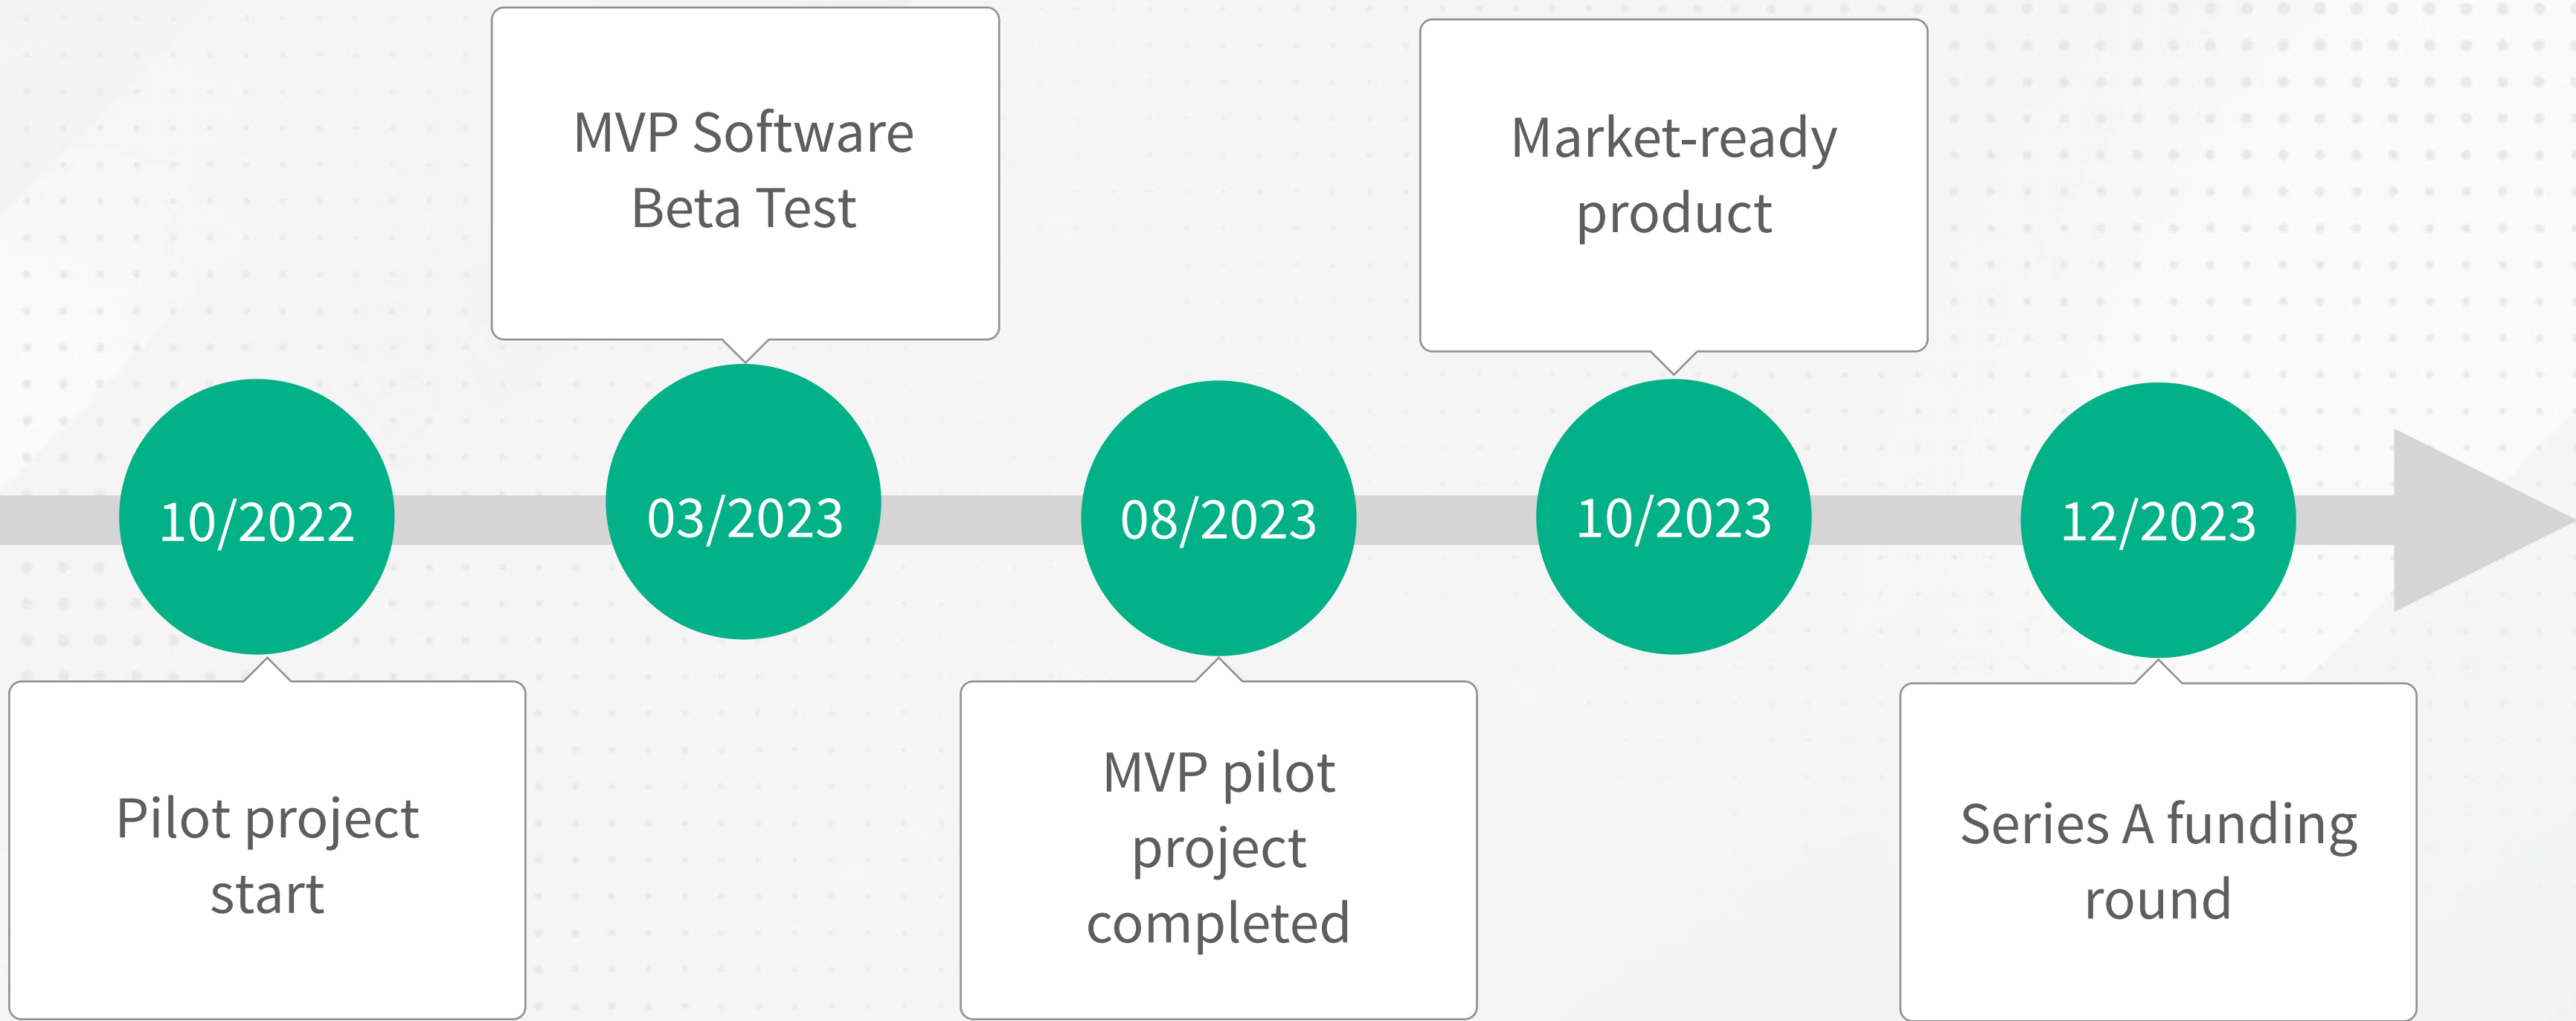 MVP Software
Beta Test
Market-ready
product
10/2022
03/2023
08/2023
10/2023
12/2023
Pilot project
start
MVP pilot
project
completed
Series A funding
round